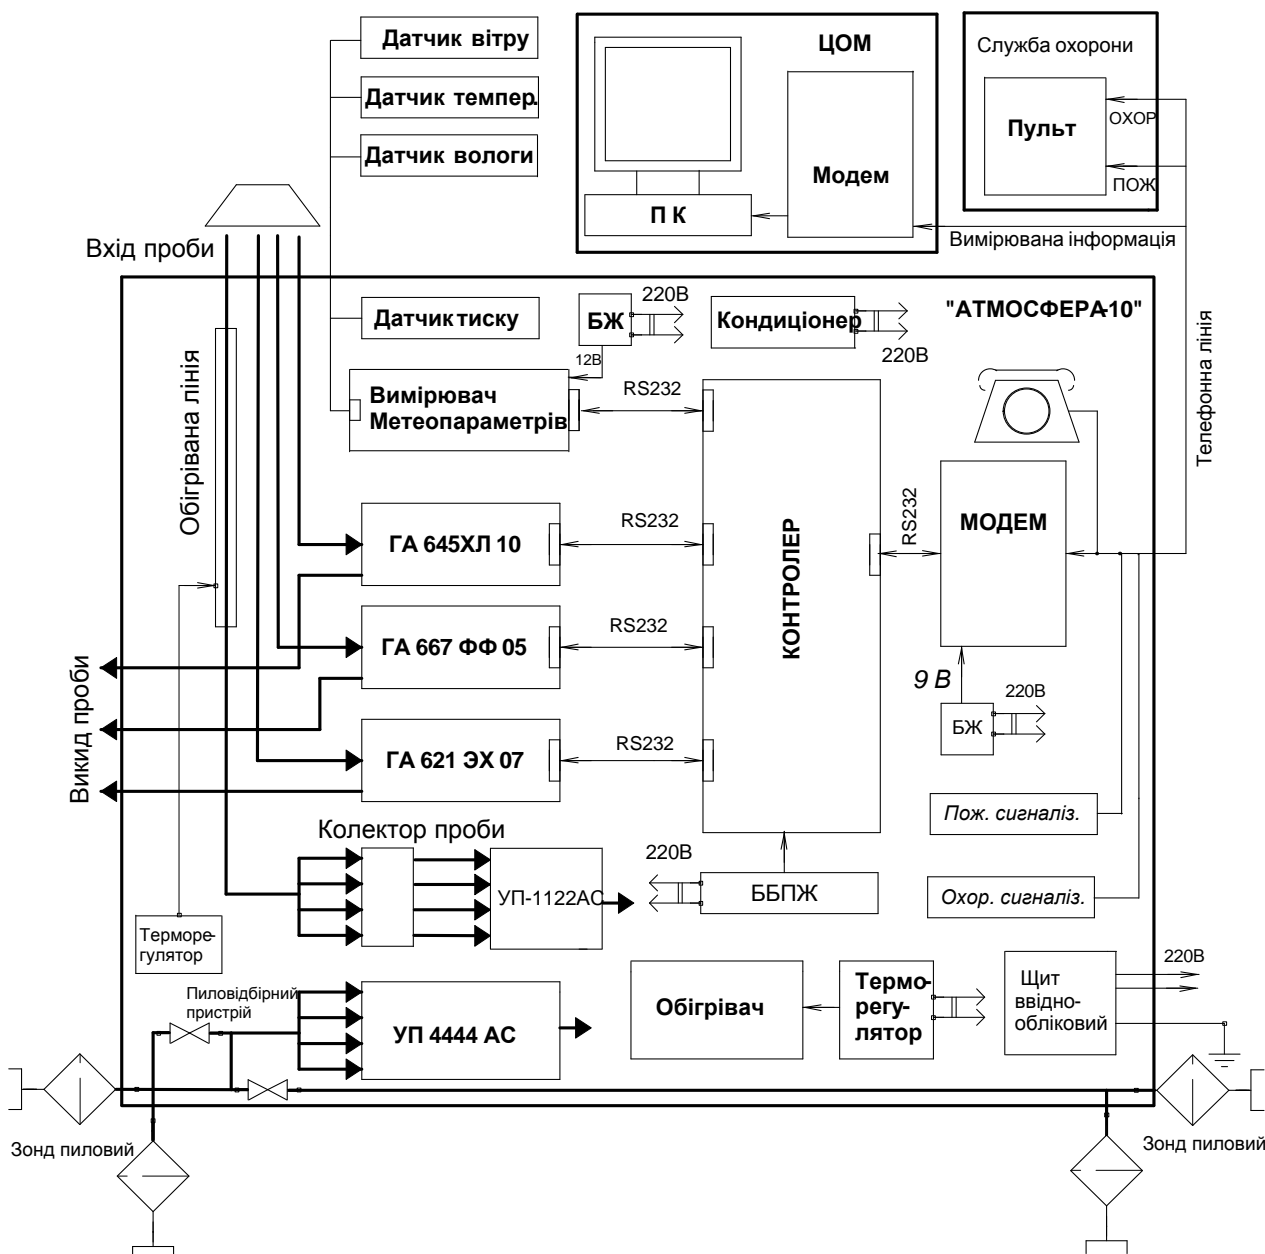 Датчик вітру
Датчик темпер.
Датчик вологи
ЦОМ
Модем
П К
Служба охорони
Пульт
ОХОР
ПОЖ
Вимірювана інформація
Вхід проби
Датчик тиску
БЖ
220В
12В
Кондиціонер
220В
"АТМОСФЕРА-10"
Телефонна лінія
Обігрівана лінія
Вимірювач
Метеопараметрів
RS232
ГА 645ХЛ 10
RS232
КОНТРОЛЕР
RS232
МОДЕМ
ГА 667 ФФ 05
RS232
9 В
220В
БЖ
Викид проби
ГА 621 ЭХ 07
RS232
Пож. сигналіз.
Колектор проби
УП-1122АС
220В
ББПЖ
Охор. сигналіз.
Терморе-
гулятор
Пиловідбірний
пристрій
УП 4444 АС
Обігрівач
Термо-
регу-
лятор
Щит
ввідно-
обліковий
220В
Зонд пиловий
Зонд пиловий